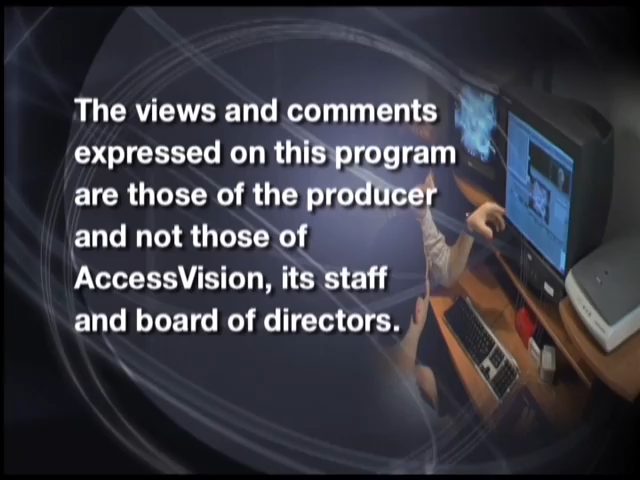 The views and comments
expressed on this program
are those of the producer
and not those of
AccessVision, its staff
and board of directors.